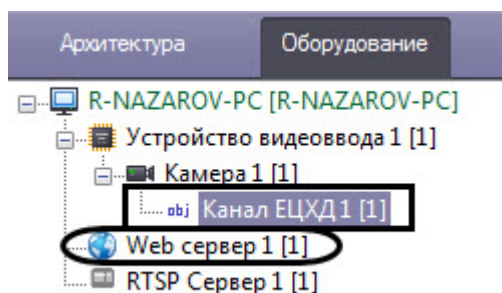 Архитектура Оборудование
R-NAZAROV-PC [R-NAZAROV-PC]
Устройство видеоввода 1 [1]
Камера 1 [1]
obj Канал ЕЦХД 1 [1]
Web сервер 1 [1]
RTSP Сервер 1 [1]